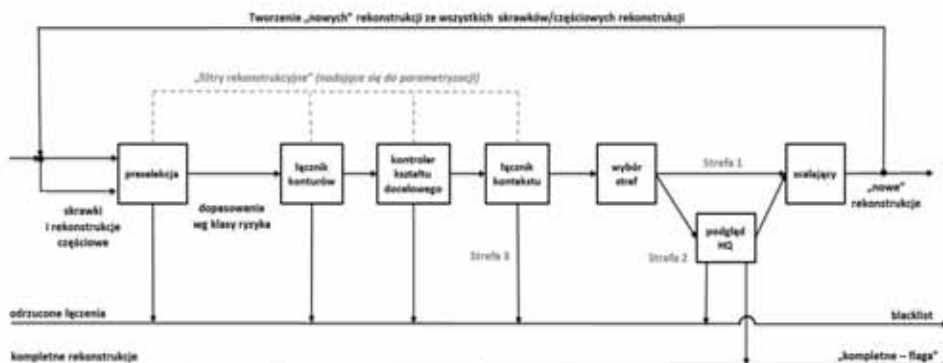 Tworzenie „nowych” rekonstrukcji ze wszystkich skrawków/częściowych rekonstrukcji
„filtry rekonstrukcyjne” (nadające się do parametryzacji)
preselekcja
łącznik
konturów
kontroler
kształtu
docelowego
łącznik
kontekstu
wybór
stref
Strefa 1
scalający
skrawki
i rekonstrukcje
częściowe
dopasowania
wg klasy ryzyka
„nowe”
rekonstrukcje
podgląd
HQ
Strefa 3
Strefa 2
odrzucone łączenia
blacklist
kompletne rekonstrukcje
„kompletne – flaga”